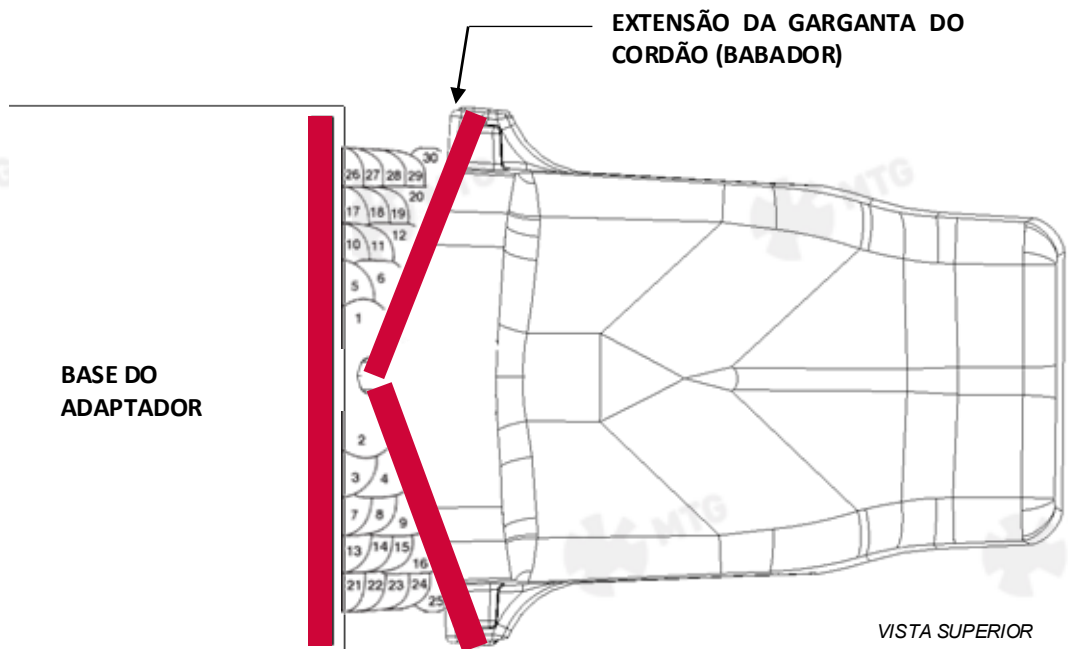 EXTENSÃO DA GARGANTA DO
CORDÃO (BABADOR)
30
26 27 28 29
20
17 18 19
12
10 11
6
5
1
BASE DO
ADAPTADOR
2
3 4
7 8 9
13 14 15 16
21 22 23 24 25
MTG
MTG
MTG
VISTA SUPERIOR